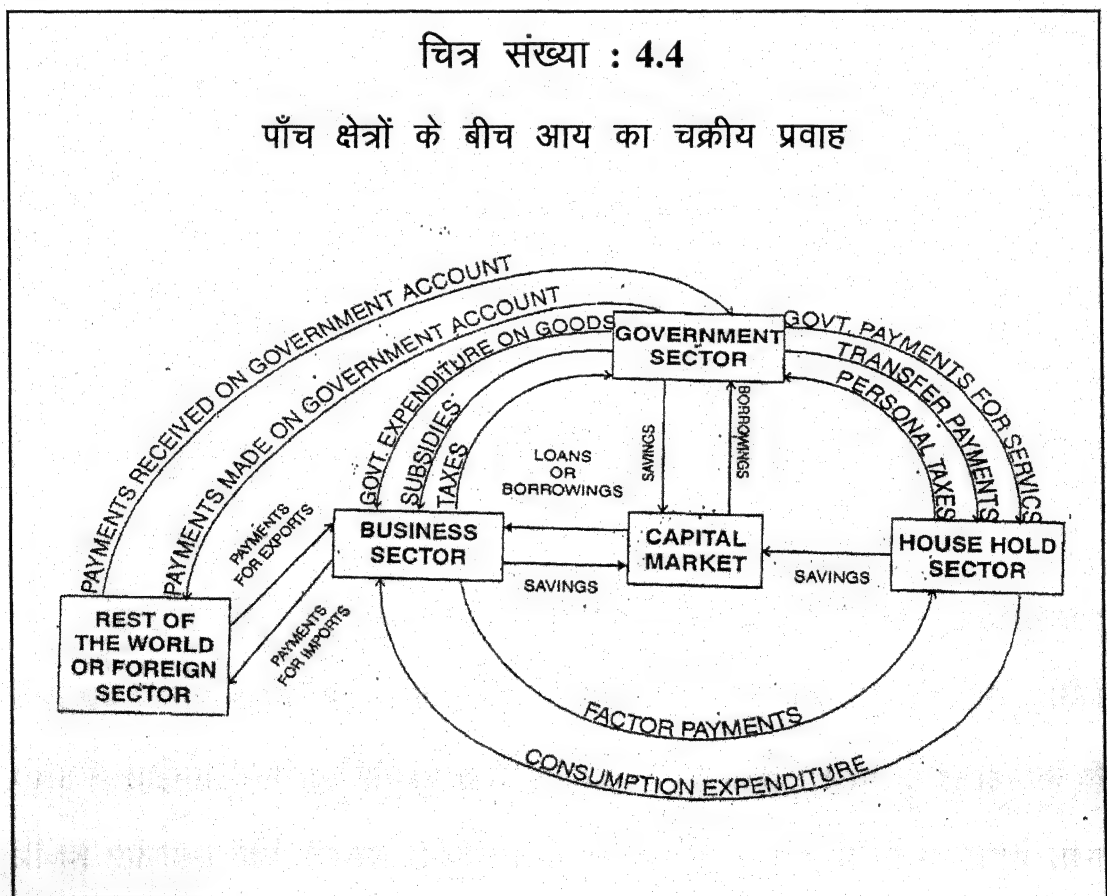 चित्र संख्या : 4.4
पाँच क्षेत्रों के बीच आय का चक्रीय प्रवाह
PAYMENTS RECEIVED ON GOVERNMENT ACCOUNT
PAYMENTS MADE ON GOVERNMENT ACCOUNT
GOVT. EXPENDITURE ON GOODS
SUBSIDIES
TAXES
GOVERNMENT
SECTOR
GOVT. PAYMENTS FOR SERVICS
TRANSFER PAYMENTS
PERSONAL TAXES
SAVINGS
BORROWINGS
LOANS
OR
BORROWINGS
BUSINESS
SECTOR
CAPITAL
MARKET
HOUSE HOLD
SECTOR
SAVINGS
SAVINGS
PAYMENTS
FOR EXPORTS
PAYMENTS
FOR IMPORTS
REST OF
THE WORLD
OR FOREIGN
SECTOR
FACTOR PAYMENTS
CONSUMPTION EXPENDITURE